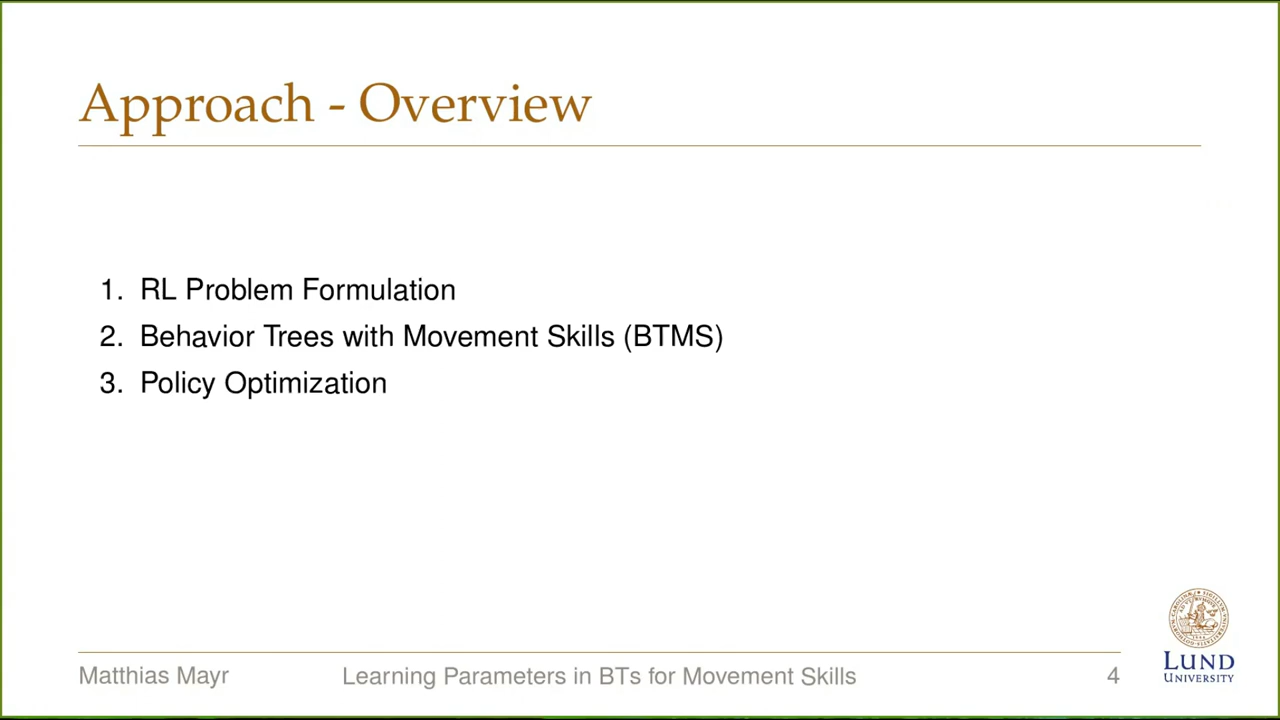 Approach - Overview
1. RL Problem Formulation
2. Behavior Trees with Movement Skills (BTMS)
3. Policy Optimization
Matthias Mayr Learning Parameters in BTs for Movement Skills 4
LUND
UNIVERSITY